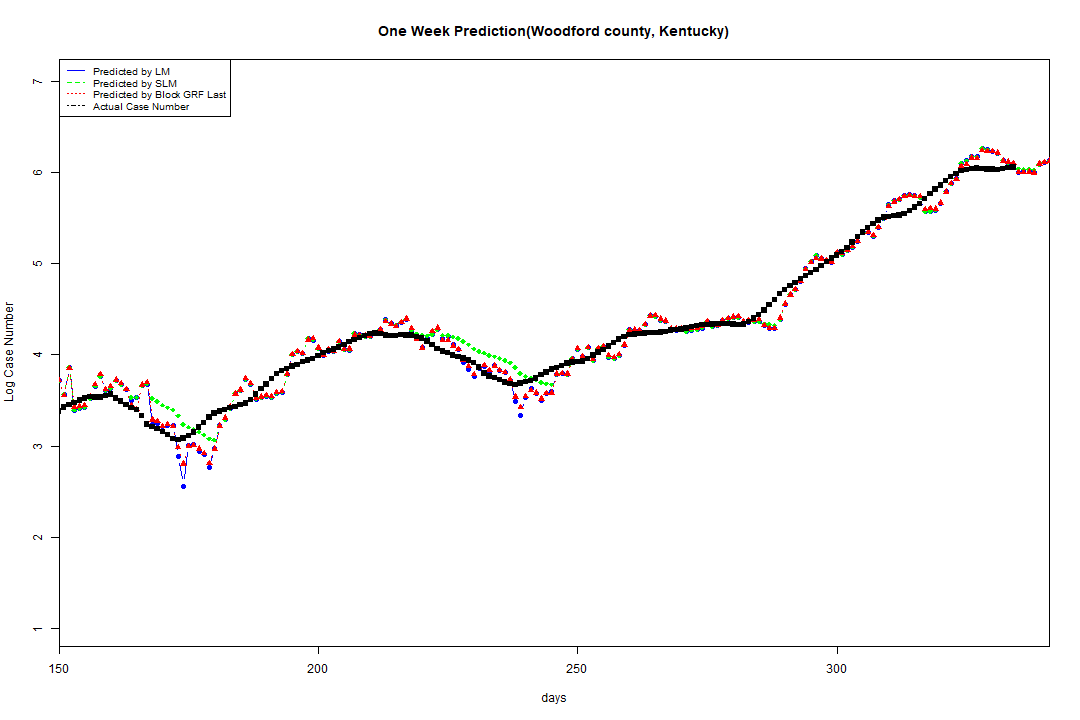 One Week Prediction(Woodford county, Kentucky)
Predicted by LM
Predicted by SLM
Predicted by Block GRF Last
Actual Case Number
7
6
5
4
3
2
1
Log Case Number
150
200
250
300
days